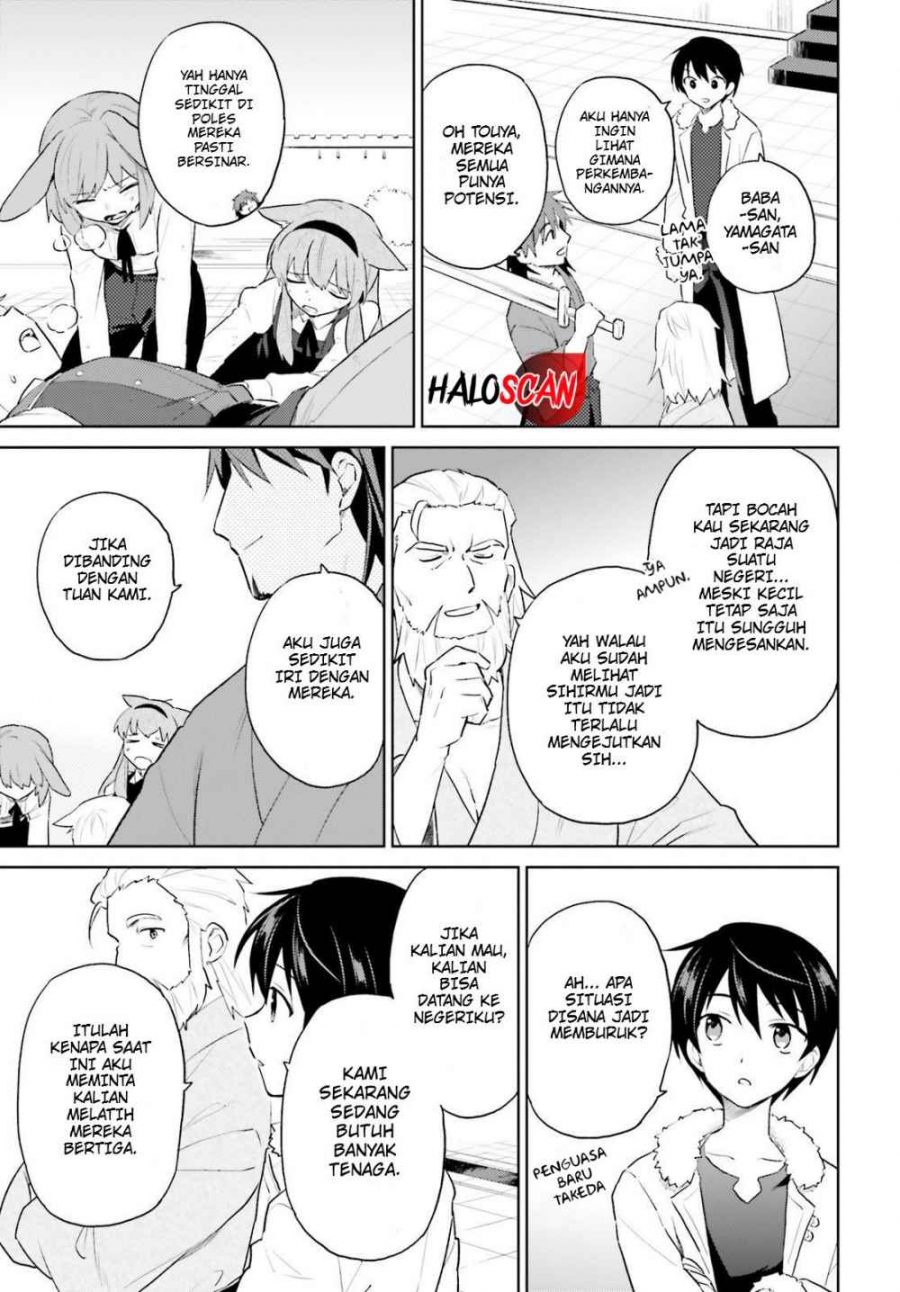 BABA
-SAN,
YAMAGATA
-SAN
LAMA
TAK
JUMPA
YA.
AKU HANYA
INGIN
LIHAT
GIMANA
PERKEMBA-
NGANNYA.
OH TOUYA,
MEREKA
SEMUA
PUNYA
POTENSI.
HALOSCAN
YAH HANYA
TINGGAL
SEDIKIT DI
POLES
MEREKA
PASTI
BERSINAR.
TAPI BOCAH
KAU SEKARANG
JADI RAJA
SUATU
NEGERI...
MESKI KECIL
TETAP SAJA
ITU SUNGGUH
MENGESANKAN.
YA
AMPUN.
YAH WALAU
AKU SUDAH
MELIHAT
SIHIRMU JADI
ITU TIDAK
TERLALU
MENGEJUTKAN
SIH...
AKU JUGA
SEDIKIT
IRI DENGAN
MEREKA.
JIKA
DIBANDING
DENGAN
TUAN KAMI.
AH... APA
SITUASI
DISANA JADI
MEMBURUK?
PENGUASA
BARU
TAKEDA
JIKA
KALIAN MAU,
KALIAN
BISA
DATANG KE
NEGERIKU?
KAMI
SEKARANG
SEDANG
BUTUH
BANYAK
TENAGA.
ITULAH
KENAPA SAAT
INI AKU
MEMINTA
KALIAN
MELATIH
MEREKA
BERTIGA.